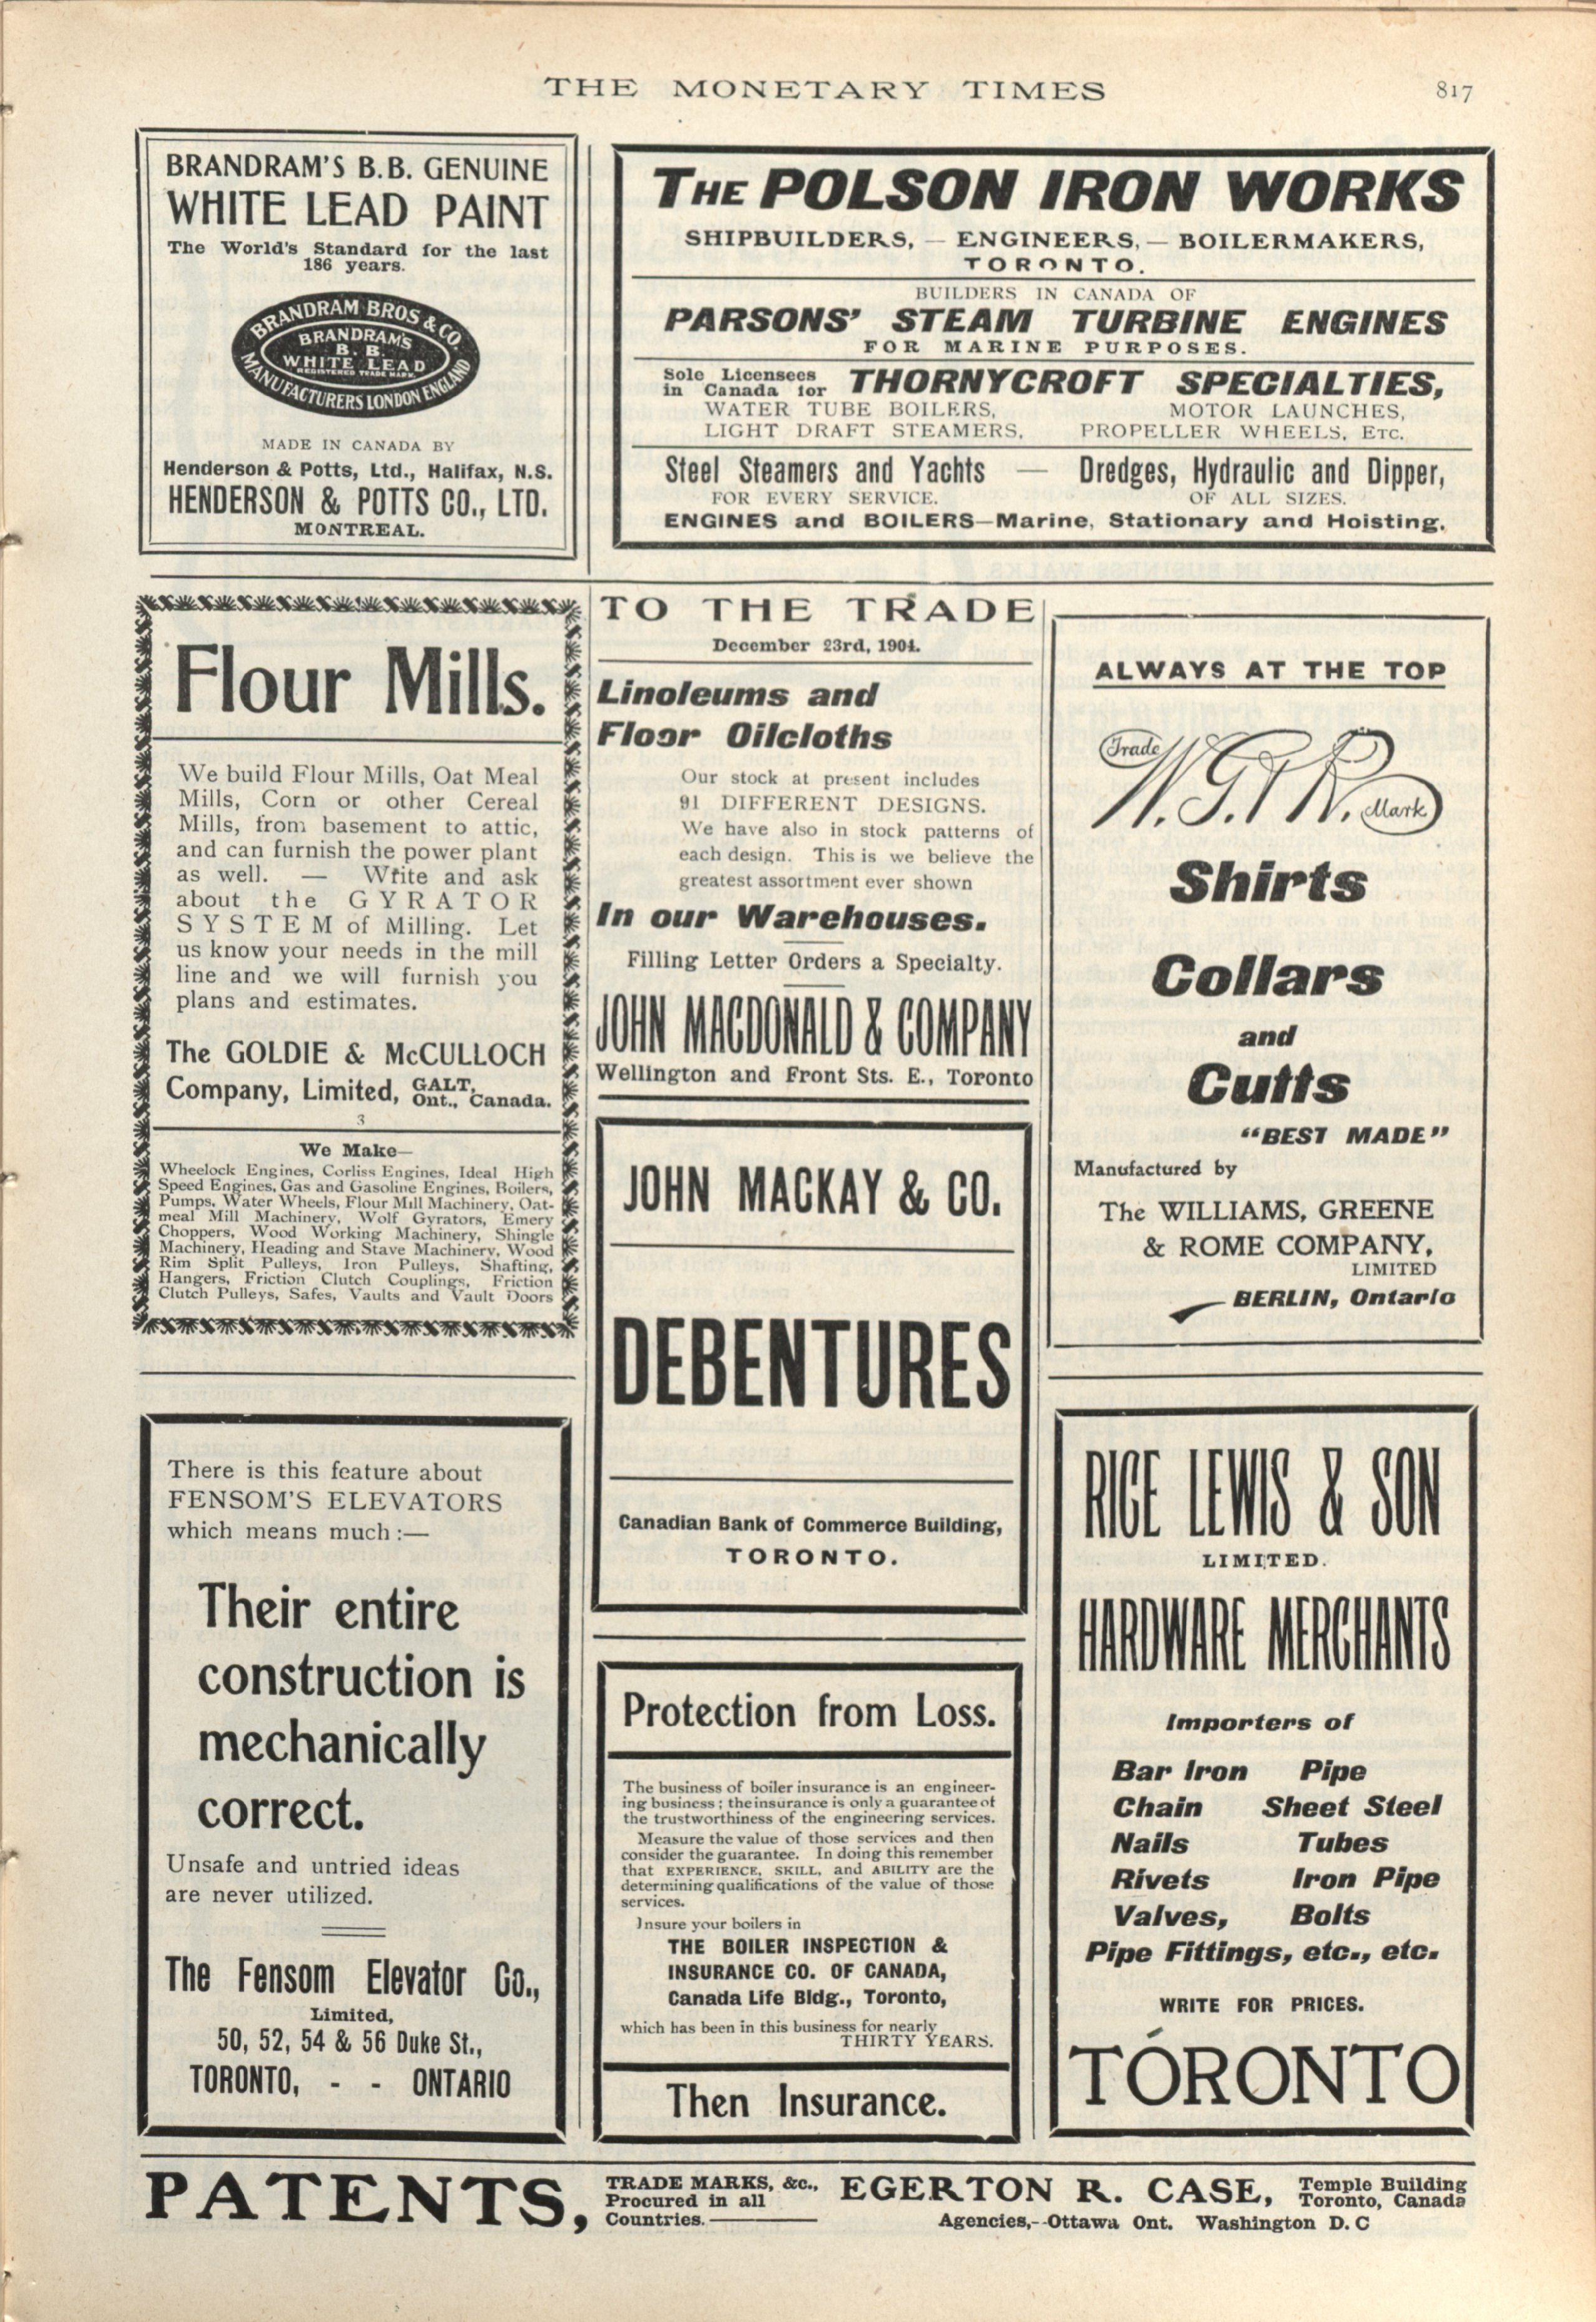 THE MONETARY TIMES
817
BRANDRAM'S B.B. GENUINE
WHITE LEAD PAINT
The World's Standard for the last
186 years.
BRANDRAM BROS & CO.
BRANDRAM'S
B. B.
WHITE LEAD
REGISTERED TRADE MARK.
MANUFACTURERS LONDON ENGLAND
MADE IN CANADA BY
Henderson & Potts, Ltd., Halifax, N.S.
HENDERSON & POTTS CO., LTD.
MONTREAL.
THE POLSON IRON WORKS
SHIPBUILDERS, — ENGINEERS, — BOILERMAKERS,
TORONTO.
BUILDERS IN CANADA OF
PARSONS' STEAM TURBINE ENGINES
FOR MARINE PURPOSES.
Sole Licensees
in Canada for THORNYCROFT SPECIALTIES,
WATER TUBE BOILERS, MOTOR LAUNCHES,
LIGHT DRAFT STEAMERS, PROPELLER WHEELS, ETC.
Steel Steamers and Yachts — Dredges, Hydraulic and Dipper,
FOR EVERY SERVICE. OF ALL SIZES.
ENGINES and BOILERS—Marine, Stationary and Hoisting.
Flour Mills.
We build Flour Mills, Oat Meal
Mills, Corn or other Cereal
Mills, from basement to attic,
and can furnish the power plant
as well. — Write and ask
about the GYRATOR
SYSTEM of Milling. Let
us know your needs in the mill
line and we will furnish you
plans and estimates.
The GOLDIE & McCULLOCH
Company, Limited, GALT,
Ont., Canada.
3
We Make—
Wheelock Engines, Corliss Engines, Ideal High
Speed Engines, Gas and Gasoline Engines, Boilers,
Pumps, Water Wheels, Flour Mill Machinery, Oat-
meal Mill Machinery, Wolf Gyrators, Emery
Choppers, Wood Working Machinery, Shingle
Machinery, Heading and Stave Machinery, Wood
Rim Split Pulleys, Iron Pulleys, Shafting,
Hangers, Friction Clutch Couplings, Friction
Clutch Pulleys, Safes, Vaults and Vault Doors
TO THE TRADE
December 23rd, 1904.
Linoleums and
Floor Oilcloths
Our stock at present includes
91 DIFFERENT DESIGNS.
We have also in stock patterns of
each design. This is we believe the
greatest assortment ever shown
In our Warehouses.
Filling Letter Orders a Specialty.
JOHN MACDONALD & COMPANY
Wellington and Front Sts. E., Toronto
ALWAYS AT THE TOP
Trade
W.G.&R.
Mark
Shirts
Collars
and
Cuffs
"BEST MADE"
Manufactured by
The WILLIAMS, GREENE
& ROME COMPANY,
LIMITED
BERLIN, Ontario
JOHN MACKAY & CO.
DEBENTURES
Canadian Bank of Commerce Building,
TORONTO.
There is this feature about
FENSOM'S ELEVATORS
which means much:—
Their entire
construction is
mechanically
correct.
Unsafe and untried ideas
are never utilized.
The Fensom Elevator Co.,
Limited,
50, 52, 54 & 56 Duke St.,
TORONTO, - - ONTARIO
Protection from Loss.
The business of boiler insurance is an engineer-
ing business; the insurance is only a guarantee of
the trustworthiness of the engineering services.
Measure the value of those services and then
consider the guarantee. In doing this remember
that EXPERIENCE, SKILL, and ABILITY are the
determining qualifications of the value of those
services.
Insure your boilers in
THE BOILER INSPECTION &
INSURANCE CO. OF CANADA,
Canada Life Bldg., Toronto,
which has been in this business for nearly
THIRTY YEARS.
Then Insurance.
RICE LEWIS & SON
LIMITED.
HARDWARE MERCHANTS
Importers of
Bar Iron Pipe
Chain Sheet Steel
Nails Tubes
Rivets Iron Pipe
Valves, Bolts
Pipe Fittings, etc., etc.
WRITE FOR PRICES.
TORONTO
PATENTS,
TRADE MARKS, &c.,
Procured in all
Countries.
EGERTON R. CASE,
Temple Building
Toronto, Canada
Agencies,--Ottawa Ont. Washington D. C